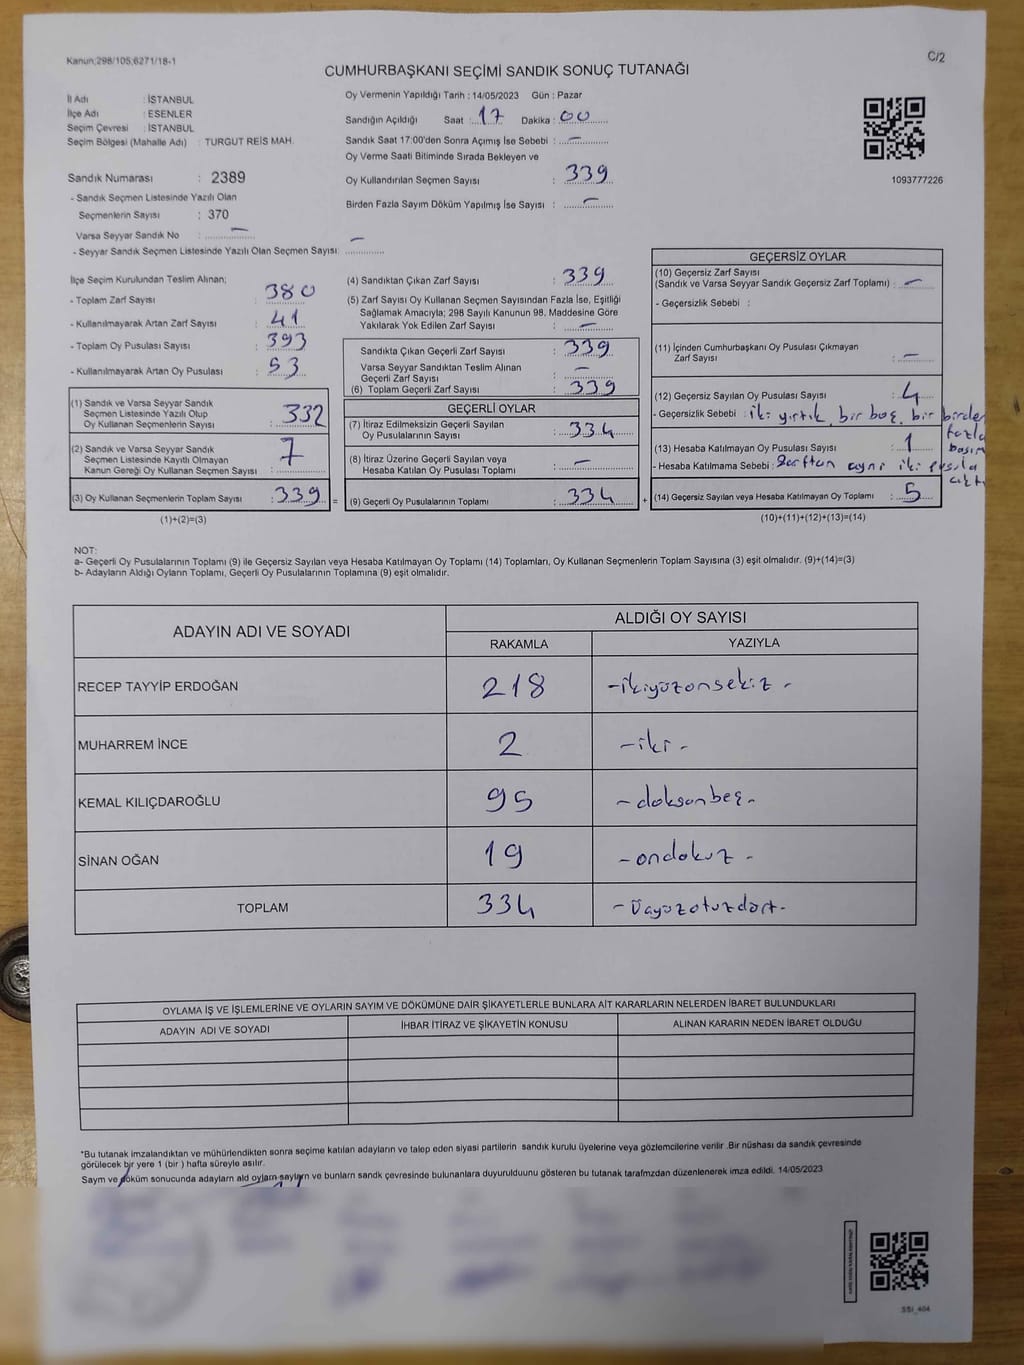 Kanun;298/105;6271/18-1
C/2
CUMHURBAŞKANI SEÇİMİ SANDIK SONUÇ TUTANAĞI
İl Adı : İSTANBUL
İlçe Adı : ESENLER
Seçim Çevresi : İSTANBUL
Seçim Bölgesi (Mahalle Adı) : TURGUT REİS MAH.
Sandık Numarası : 2389
- Sandık Seçmen Listesinde Yazılı Olan
Seçmenlerin Sayısı : 370
Varsa Seyyar Sandık No : —
- Seyyar Sandık Seçmen Listesinde Yazılı Olan Seçmen Sayısı: —
Oy Vermenin Yapıldığı Tarih : 14/05/2023 Gün : Pazar
Sandığın Açıldığı Saat : 17 Dakika : 00
Sandık Saat 17:00'den Sonra Açımış İse Sebebi : —
Oy Verme Saati Bitiminde Sırada Bekleyen ve
Oy Kullandırılan Seçmen Sayısı : 339
Birden Fazla Sayım Döküm Yapılmış İse Sayısı : —
1093777226
İlçe Seçim Kurulundan Teslim Alınan;
- Toplam Zarf Sayısı : 380
- Kullanılmayarak Artan Zarf Sayısı : 41
- Toplam Oy Pusulası Sayısı : 393
- Kullanılmayarak Artan Oy Pusulası : 53
(1) Sandık ve Varsa Seyyar Sandık
Seçmen Listesinde Yazılı Olup
Oy Kullanan Seçmenlerin Sayısı : 332
(2) Sandık ve Varsa Seyyar Sandık
Seçmen Listesinde Kayıtlı Olmayan
Kanun Gereği Oy Kullanan Seçmen Sayısı : 7
(3) Oy Kullanan Seçmenlerin Toplam Sayısı : 339 =
(1)+(2)=(3)
(4) Sandıktan Çıkan Zarf Sayısı : 339
(5) Zarf Sayısı Oy Kullanan Seçmen Sayısından Fazla İse, Eşitliği
Sağlamak Amacıyla; 298 Sayılı Kanunun 98. Maddesine Göre
Yakılarak Yok Edilen Zarf Sayısı : —
Sandıkta Çıkan Geçerli Zarf Sayısı : 339
Varsa Seyyar Sandıktan Teslim Alınan
Geçerli Zarf Sayısı : —
(6) Toplam Geçerli Zarf Sayısı : 339
GEÇERLİ OYLAR
(7) İtiraz Edilmeksizin Geçerli Sayılan
Oy Pusulalarının Sayısı : 334
(8) İtiraz Üzerine Geçerli Sayılan veya
Hesaba Katılan Oy Pusulası Toplamı : —
(9) Geçerli Oy Pusulalarının Toplamı : 334 +
GEÇERSİZ OYLAR
(10) Geçersiz Zarf Sayısı
(Sandık ve Varsa Seyyar Sandık Geçersiz Zarf Toplamı) : —
- Geçersizlik Sebebi :
(11) İçinden Cumhurbaşkanı Oy Pusulası Çıkmayan
Zarf Sayısı : —
(12) Geçersiz Sayılan Oy Pusulası Sayısı : 4
- Geçersizlik Sebebi : iki yırtık, bir boş, bir birden
fazla
basım
(13) Hesaba Katılmayan Oy Pusulası Sayısı : 1
- Hesaba Katılmama Sebebi : Zarftan aynı iki pusula
çıktı
(14) Geçersiz Sayılan veya Hesaba Katılmayan Oy Toplamı : 5
(10)+(11)+(12)+(13)=(14)
NOT:
a- Geçerli Oy Pusulalarının Toplamı (9) ile Geçersiz Sayılan veya Hesaba Katılmayan Oy Toplamı (14) Toplamları, Oy Kullanan Seçmenlerin Toplam Sayısına (3) eşit olmalıdır. (9)+(14)=(3)
b- Adayların Aldığı Oyların Toplamı, Geçerli Oy Pusulalarının Toplamına (9) eşit olmalıdır.
ADAYIN ADI VE SOYADI
ALDIĞI OY SAYISI
RAKAMLA YAZIYLA
RECEP TAYYİP ERDOĞAN 218 -ikiyüzonsekiz-
MUHARREM İNCE 2 -iki-
KEMAL KILIÇDAROĞLU 95 -doksanbeş-
SİNAN OĞAN 19 -ondokuz-
TOPLAM 334 -Üçyüzotuzdört-
OYLAMA İŞ VE İŞLEMLERİNE VE OYLARIN SAYIM VE DÖKÜMÜNE DAİR ŞİKAYETLERLE BUNLARA AİT KARARLARIN NELERDEN İBARET BULUNDUKLARI
ADAYIN ADI VE SOYADI İHBAR İTİRAZ VE ŞİKAYETİN KONUSU ALINAN KARARIN NEDEN İBARET OLDUĞU
*Bu tutanak imzalandıktan ve mühürlendikten sonra seçime katılan adayların ve talep eden siyasi partilerin sandık kurulu üyelerine veya gözlemcilerine verilir .Bir nüshası da sandık çevresinde
görülecek bir yere 1 (bir ) hafta süreyle asılır.
Sayım ve döküm sonucunda adayların ald oyların sayıların ve bunların sandk çevresinde bulunanlara duyurulduunu gösteren bu tutanak tarafmzdan düzenlenerek imza edildi. 14/05/2023
SSİ_404